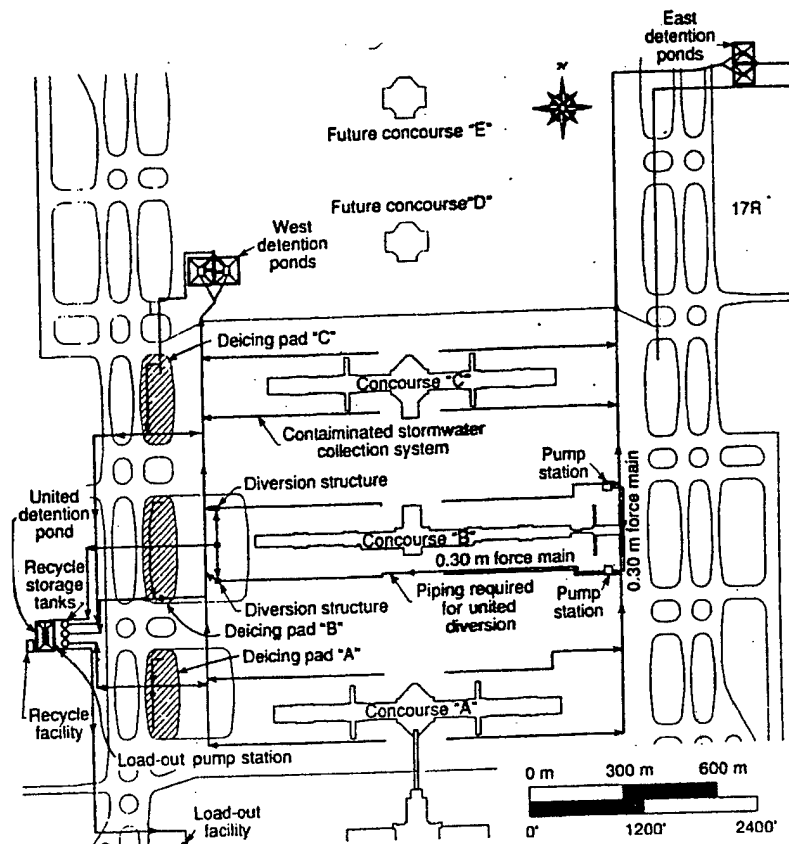 East
detention
ponds
N
Future concourse "E"
Future concourse"D"
17R
West
detention
ponds
Deicing pad "C"
Concourse "C"
Contaiminated stormwater
collection system
Pump
station
Diversion structure
United
detention
pond
Recycle
storage
tanks
Concourse "B"
0.30 m force main
0.30 m force main
Diversion structure
Piping required
for united
diversion
Pump
station
Deicing pad "B"
Deicing pad "A"
Concourse "A"
Recycle
facility
Load-out pump station
Load-out
facility
0 m 300 m 600 m
0' 1200' 2400'